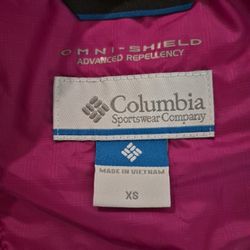 OMNI-SHIELD
ADVANCED REPELLENCY
Columbia
Sportswear Company
MADE IN VIETNAM
XS